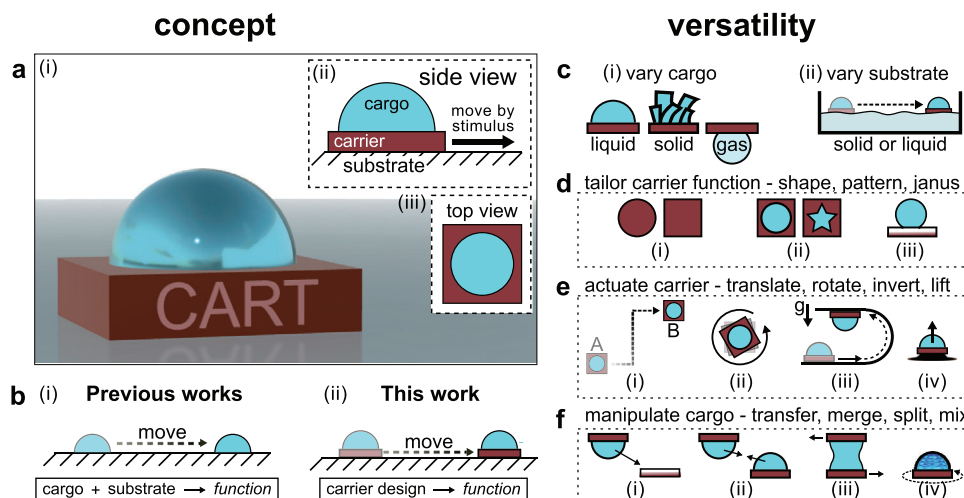 concept
a
(i)
(ii)
side view
cargo
move by
stimulus
carrier
substrate
(iii)
top view
CART
b
(i)
Previous works
move
cargo + substrate → function
(ii)
This work
move
carrier design → function
versatility
c
(i) vary cargo
liquid
solid
gas
(ii) vary substrate
solid or liquid
d
tailor carrier function - shape, pattern, janus
(i)
(ii)
(iii)
e
actuate carrier - translate, rotate, invert, lift
A
B
g
(i)
(ii)
(iii)
(iv)
f
manipulate cargo - transfer, merge, split, mix
(i)
(ii)
(iii)
(iv)